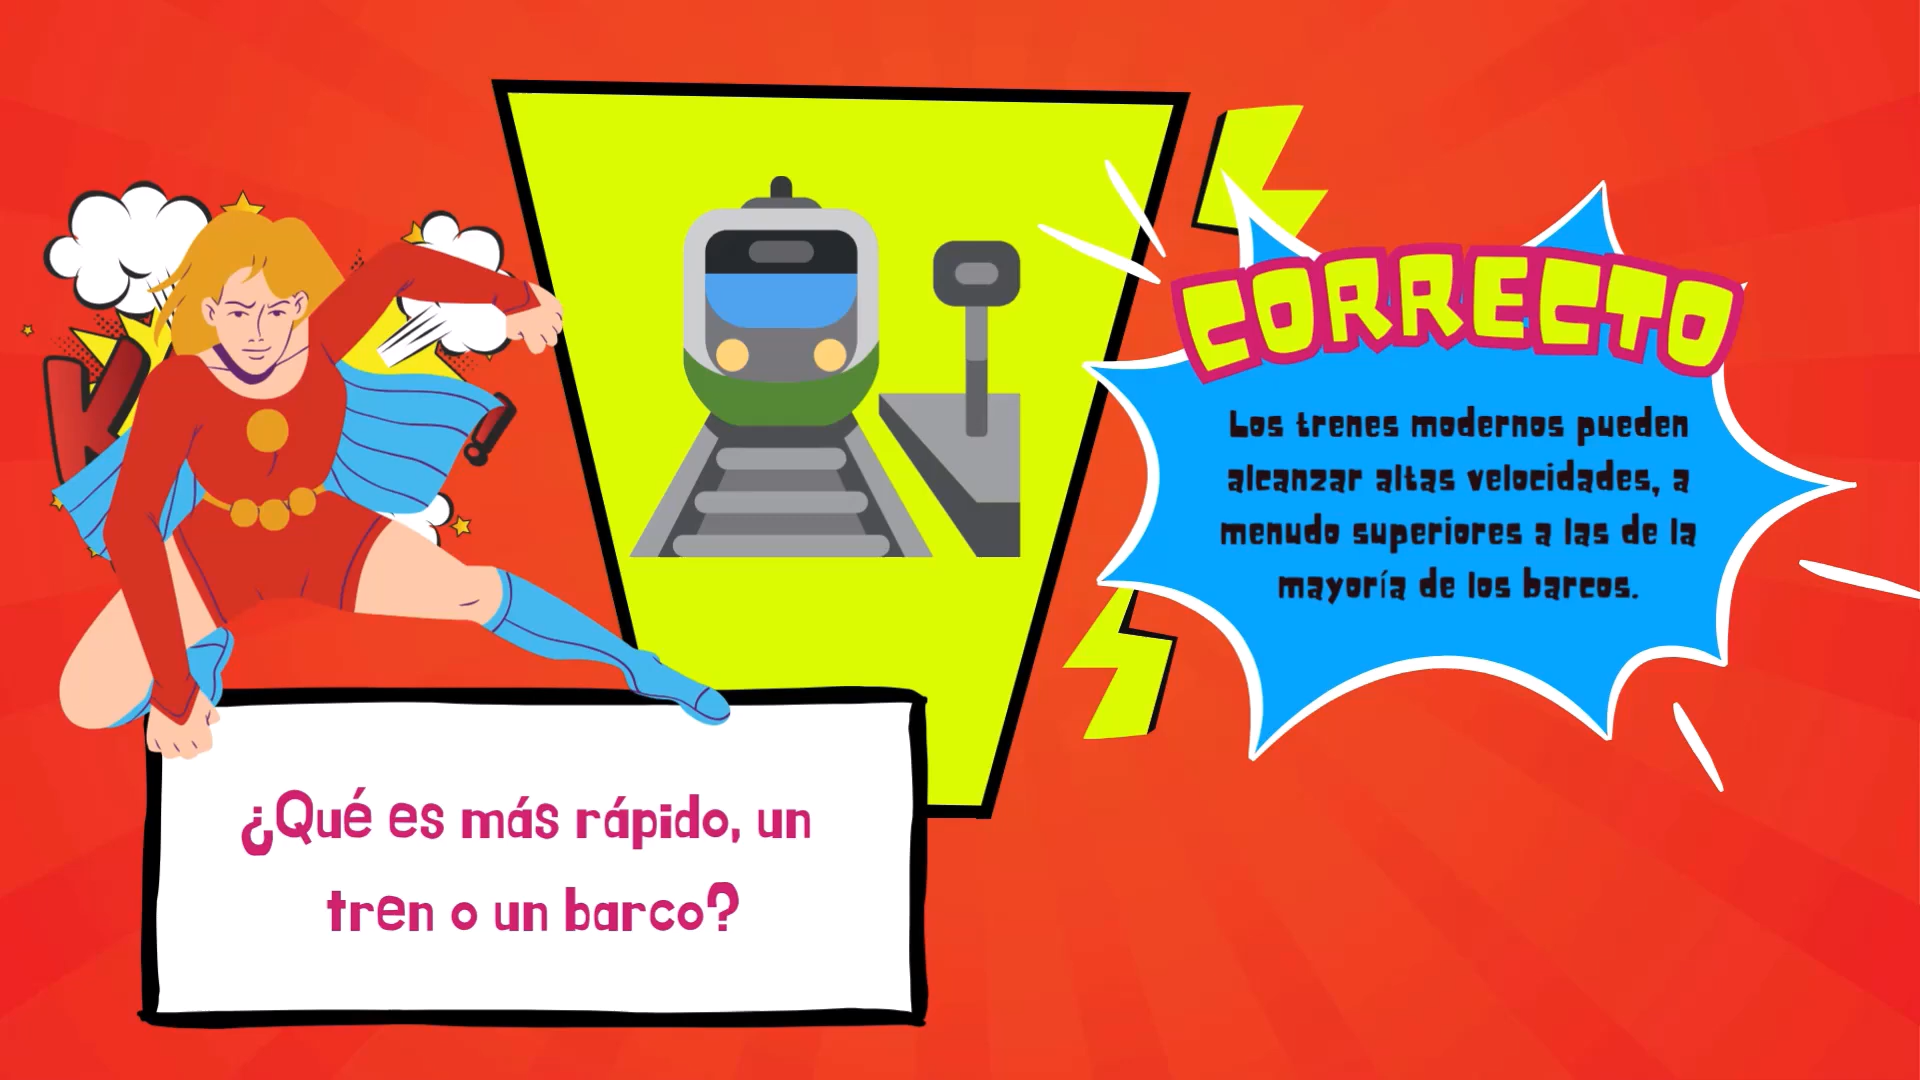 CORRECTO
Los trenes modernos pueden
alcanzar altas velocidades, a
menudo superiores a las de la
mayoría de los barcos.
¿Qué es más rápido, un
tren o un barco?